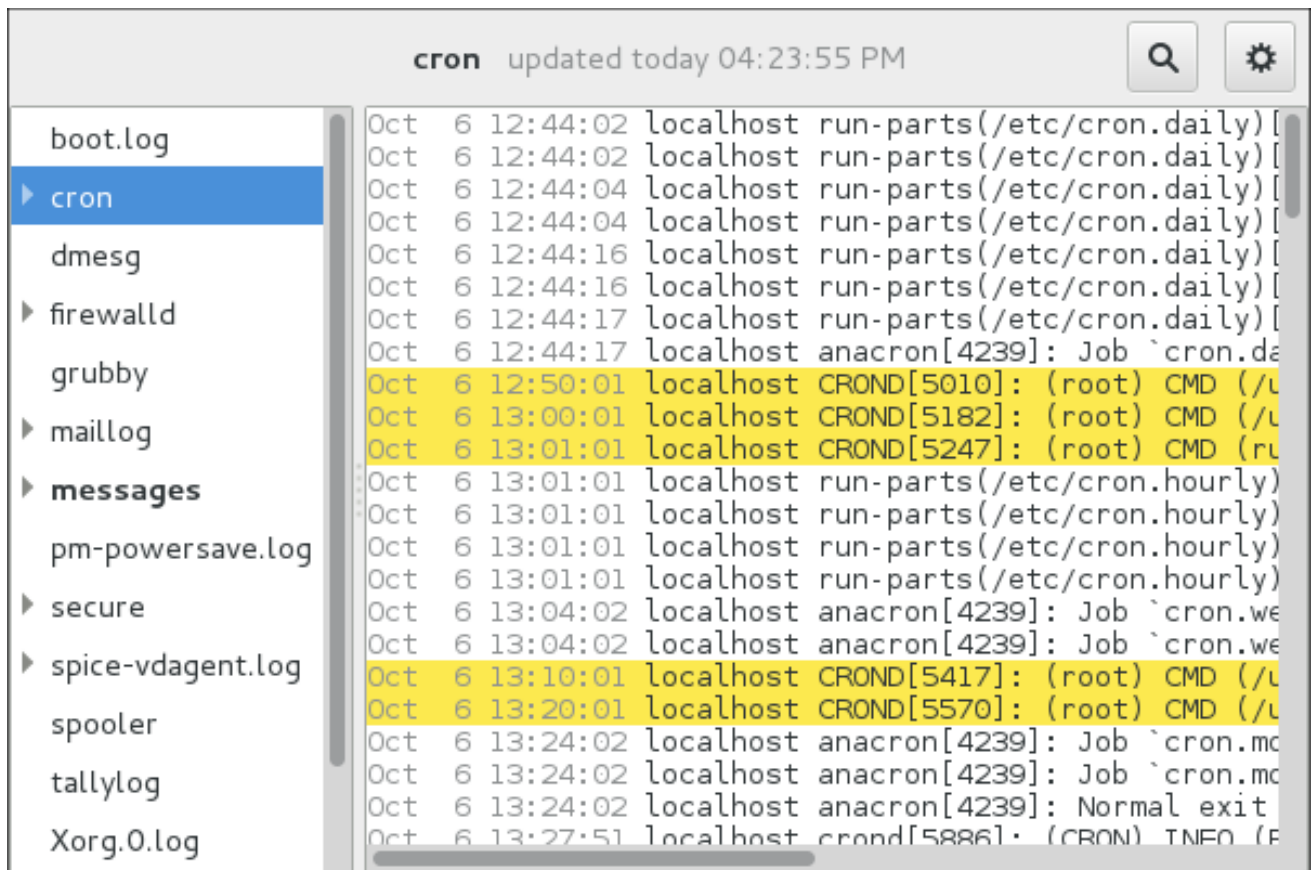 cron updated today 04:23:55 PM
boot.log
cron
dmesg
firewalld
grubby
maillog
messages
pm-powersave.log
secure
spice-vdagent.log
spooler
tallylog
Xorg.0.log
Oct  6 12:44:02 localhost run-parts(/etc/cron.daily)[
Oct  6 12:44:02 localhost run-parts(/etc/cron.daily)[
Oct  6 12:44:04 localhost run-parts(/etc/cron.daily)[
Oct  6 12:44:04 localhost run-parts(/etc/cron.daily)[
Oct  6 12:44:16 localhost run-parts(/etc/cron.daily)[
Oct  6 12:44:16 localhost run-parts(/etc/cron.daily)[
Oct  6 12:44:17 localhost run-parts(/etc/cron.daily)[
Oct  6 12:44:17 localhost anacron[4239]: Job `cron.da
Oct  6 12:50:01 localhost CROND[5010]: (root) CMD (/u
Oct  6 13:00:01 localhost CROND[5182]: (root) CMD (/u
Oct  6 13:01:01 localhost CROND[5247]: (root) CMD (ru
Oct  6 13:01:01 localhost run-parts(/etc/cron.hourly)
Oct  6 13:01:01 localhost run-parts(/etc/cron.hourly)
Oct  6 13:01:01 localhost run-parts(/etc/cron.hourly)
Oct  6 13:01:01 localhost run-parts(/etc/cron.hourly)
Oct  6 13:04:02 localhost anacron[4239]: Job `cron.we
Oct  6 13:04:02 localhost anacron[4239]: Job `cron.we
Oct  6 13:10:01 localhost CROND[5417]: (root) CMD (/u
Oct  6 13:20:01 localhost CROND[5570]: (root) CMD (/u
Oct  6 13:24:02 localhost anacron[4239]: Job `cron.mo
Oct  6 13:24:02 localhost anacron[4239]: Job `cron.mo
Oct  6 13:24:02 localhost anacron[4239]: Normal exit
Oct  6 13:27:51 localhost crond[5886]: (CRON) INFO (